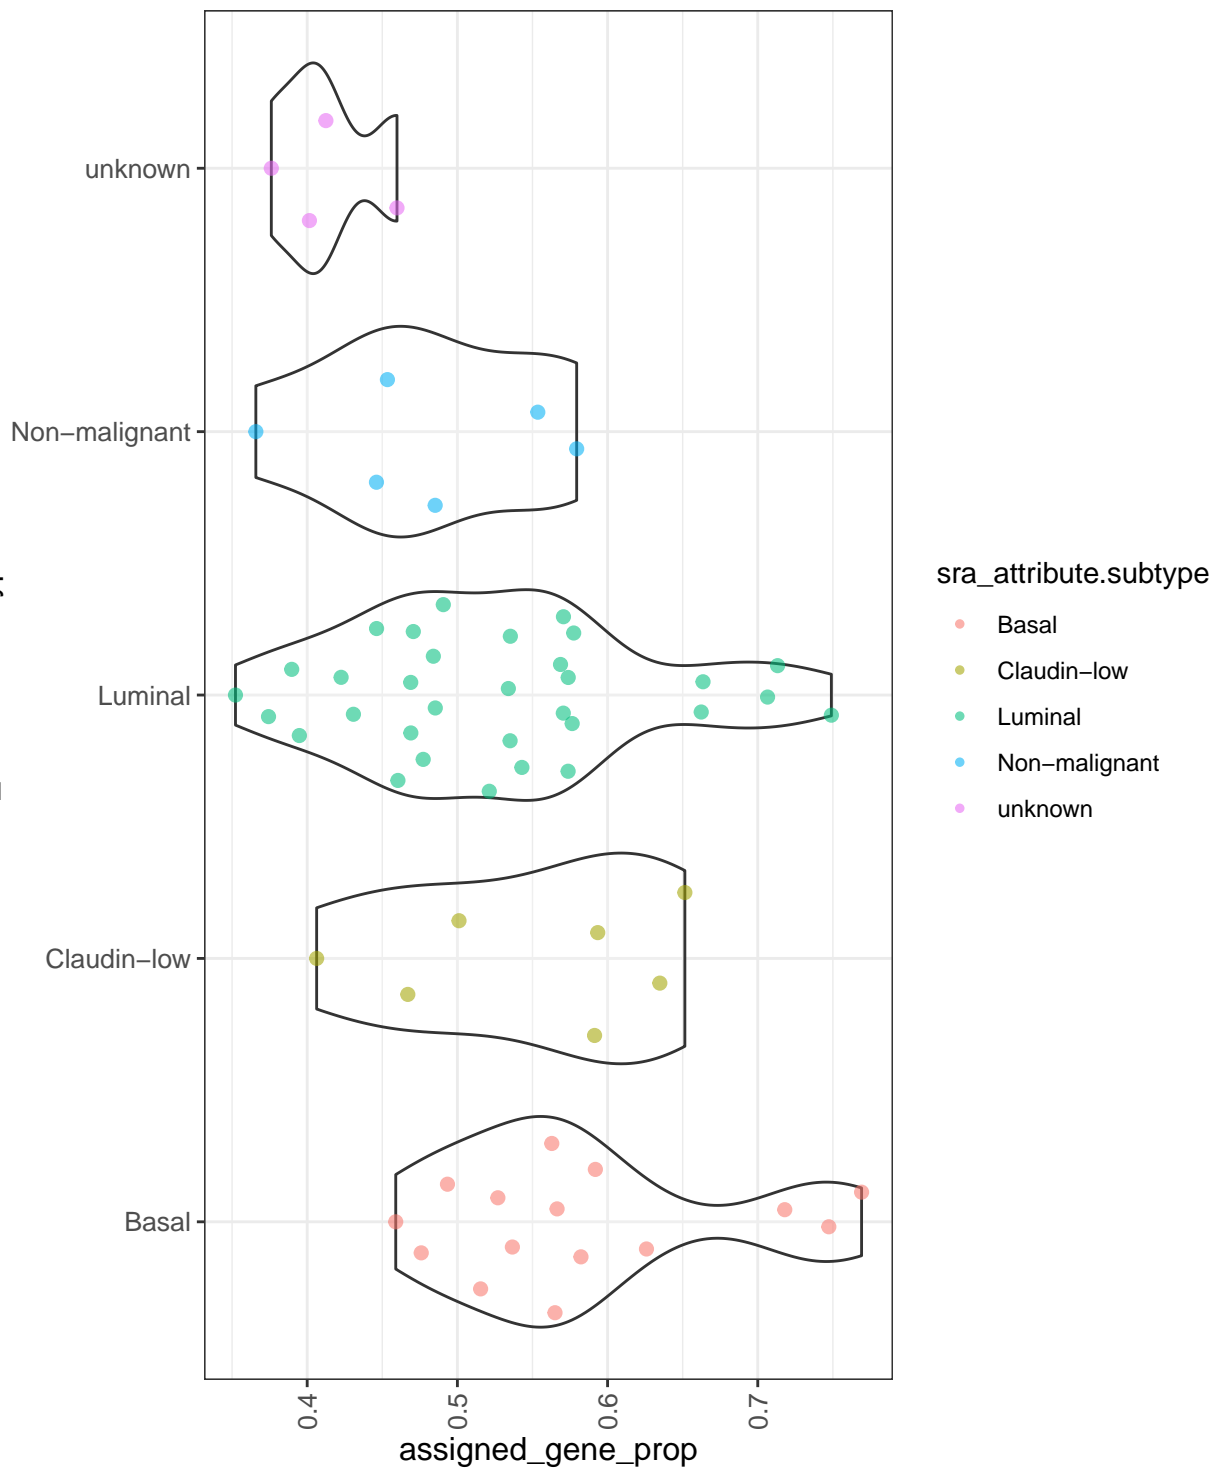 unknown
Non−malignant
Luminal
Claudin−low
Basal
0.4
0.5
0.6
0.7
assigned_gene_prop
sra_attribute.subtype
Basal
Claudin−low
Luminal
Non−malignant
unknown